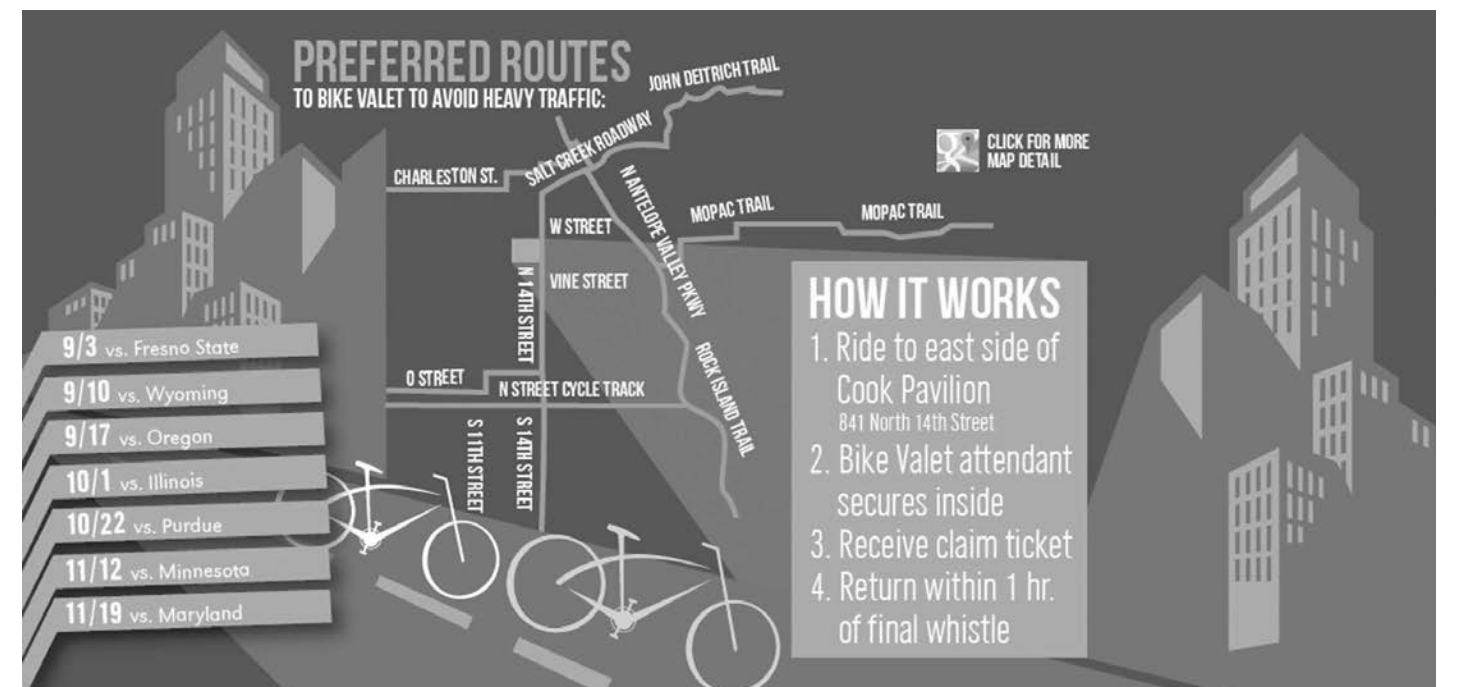 PREFERRED ROUTES
TO BIKE VALET TO AVOID HEAVY TRAFFIC:
JOHN DEITRICH TRAIL
SALT CREEK ROADWAY
CHARLESTON ST.
CLICK FOR MORE
MAP DETAIL
N ANTELOPE VALLEY PKWY
MOPAC TRAIL
MOPAC TRAIL
W STREET
VINE STREET
N 14TH STREET
ROCK ISLAND TRAIL
O STREET
N STREET CYCLE TRACK
S 11TH STREET
S 14TH STREET
9/3 vs. Fresno State
9/10 vs. Wyoming
9/17 vs. Oregon
10/1 vs. Illinois
10/22 vs. Purdue
11/12 vs. Minnesota
11/19 vs. Maryland
HOW IT WORKS
1. Ride to east side of
Cook Pavilion
841 North 14th Street
2. Bike Valet attendant
secures inside
3. Receive claim ticket
4. Return within 1 hr.
of final whistle